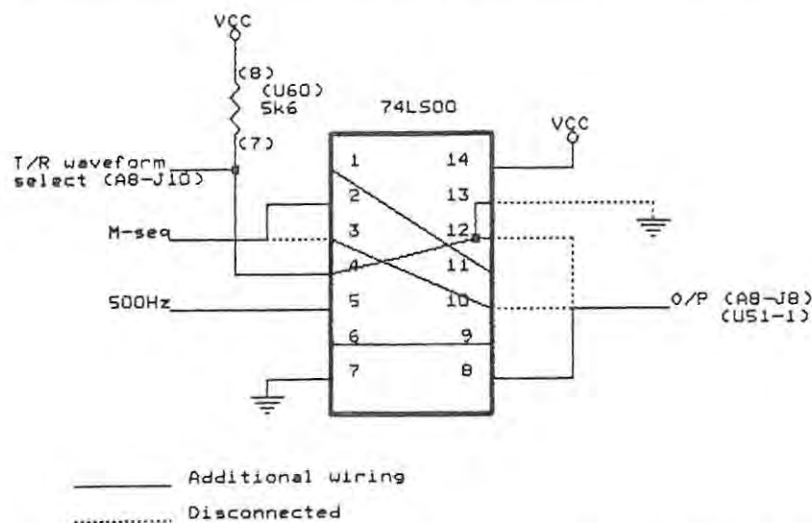 VCC
(8)
(U60)
5k6
(7)
74LS00
VCC
T/R waveform
select (A8-J10)
M-seq
500Hz
1
2
3
4
5
6
7
14
13
12
11
10
9
8
O/P (A8-J8)
(U51-1)
Additional wiring
Disconnected